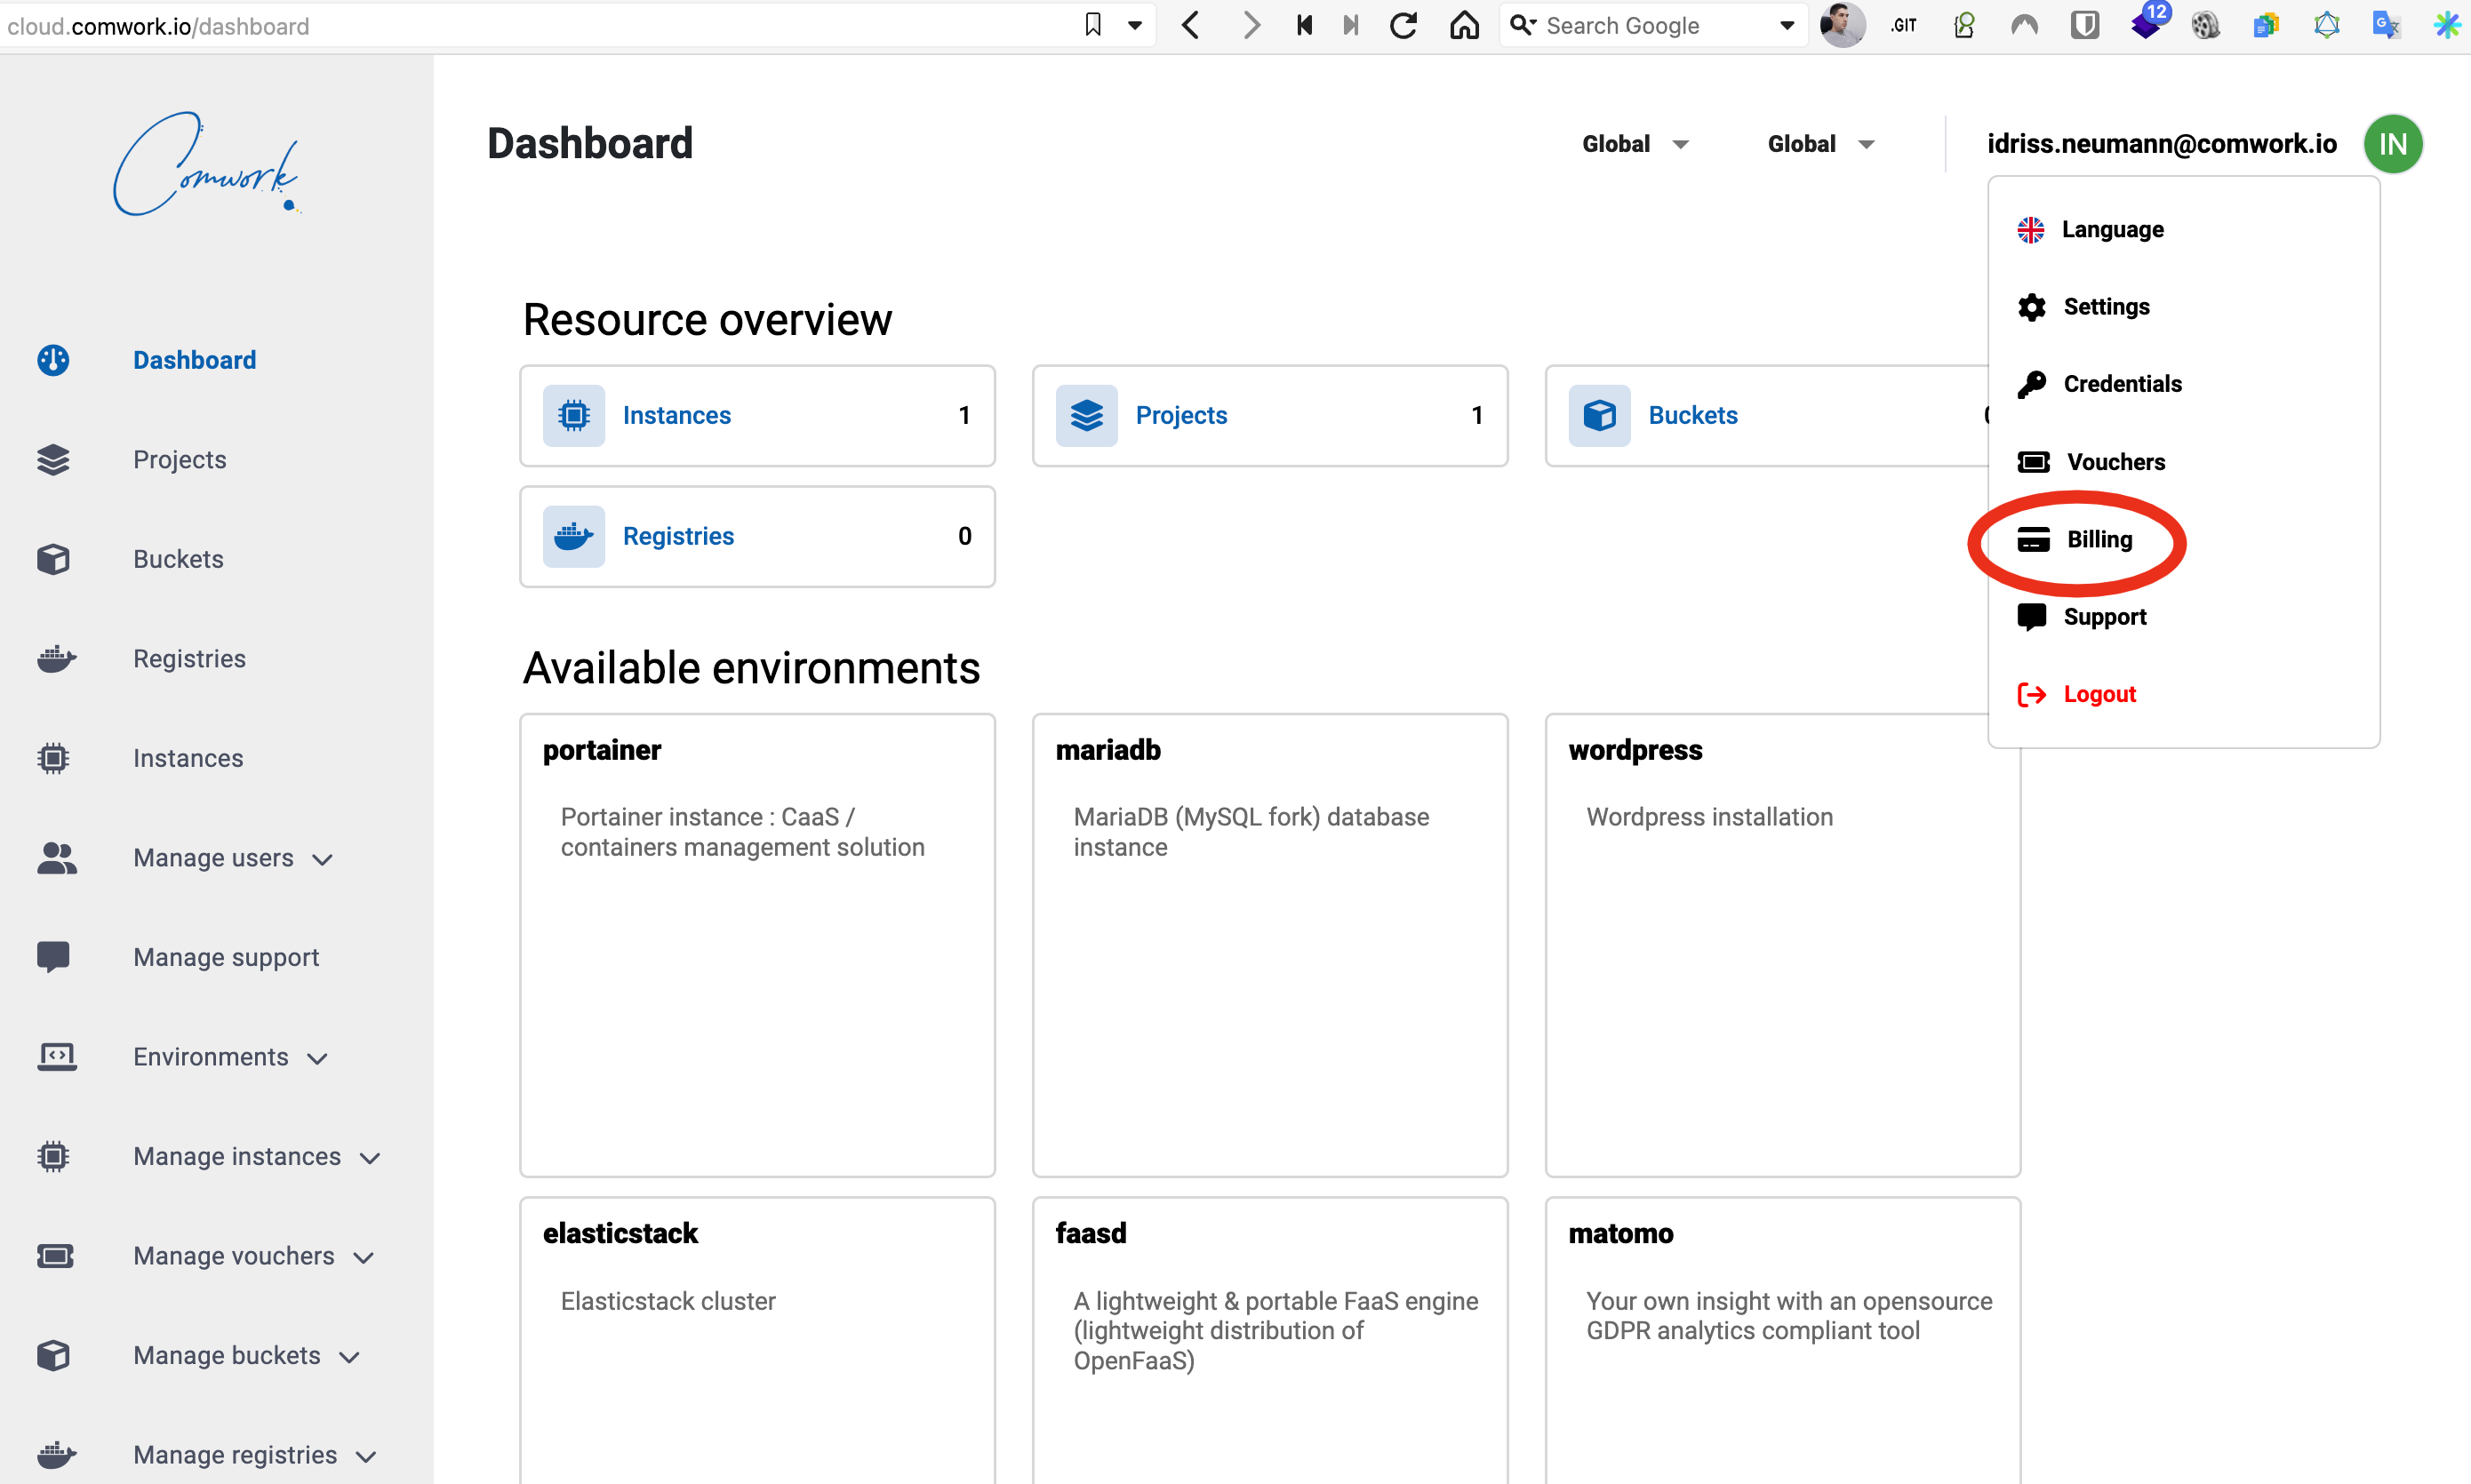 cloud.comwork.io/dashboard
Search Google
.GIT
12
G
Comwork
Dashboard
Global
Global
idriss.neumann@comwork.io
IN
Language
Settings
Credentials
Vouchers
Billing
Support
Logout
Dashboard
Projects
Buckets
Registries
Instances
Manage users
Manage support
Environments
Manage instances
Manage vouchers
Manage buckets
Manage registries
Resource overview
Instances
1
Projects
1
Buckets
Registries
0
Available environments
portainer
Portainer instance : CaaS /
containers management solution
mariadb
MariaDB (MySQL fork) database
instance
wordpress
Wordpress installation
elasticstack
Elasticstack cluster
faasd
A lightweight & portable FaaS engine
(lightweight distribution of
OpenFaaS)
matomo
Your own insight with an opensource
GDPR analytics compliant tool